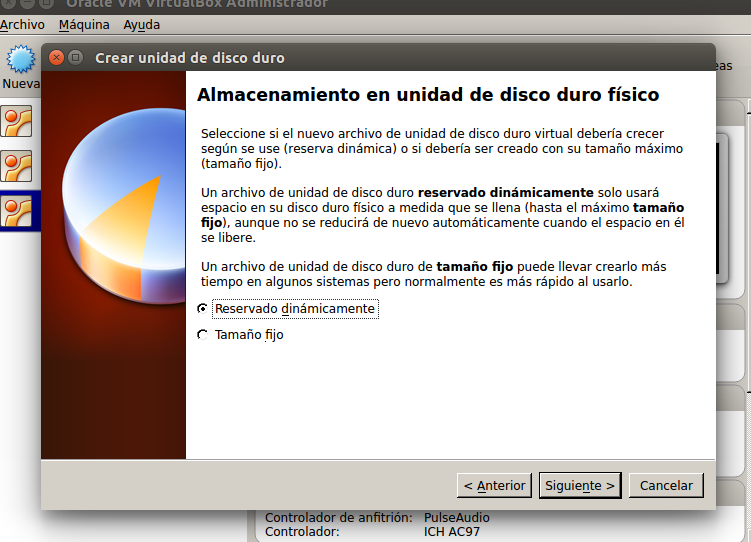 Oracle VM VirtualBox Administrador
Archivo Máquina Ayuda
Crear unidad de disco duro
Nueva
eas
Almacenamiento en unidad de disco duro físico
Seleccione si el nuevo archivo de unidad de disco duro virtual debería crecer
según se use (reserva dinámica) o si debería ser creado con su tamaño máximo
(tamaño fijo).
Un archivo de unidad de disco duro reservado dinámicamente solo usará
espacio en su disco duro físico a medida que se llena (hasta el máximo tamaño
fijo), aunque no se reducirá de nuevo automáticamente cuando el espacio en él
se libere.
Un archivo de unidad de disco duro de tamaño fijo puede llevar crearlo más
tiempo en algunos sistemas pero normalmente es más rápido al usarlo.
Reservado dinámicamente
Tamaño fijo
< Anterior Siguiente > Cancelar
Controlador de anfitrión: PulseAudio
Controlador: ICH AC97